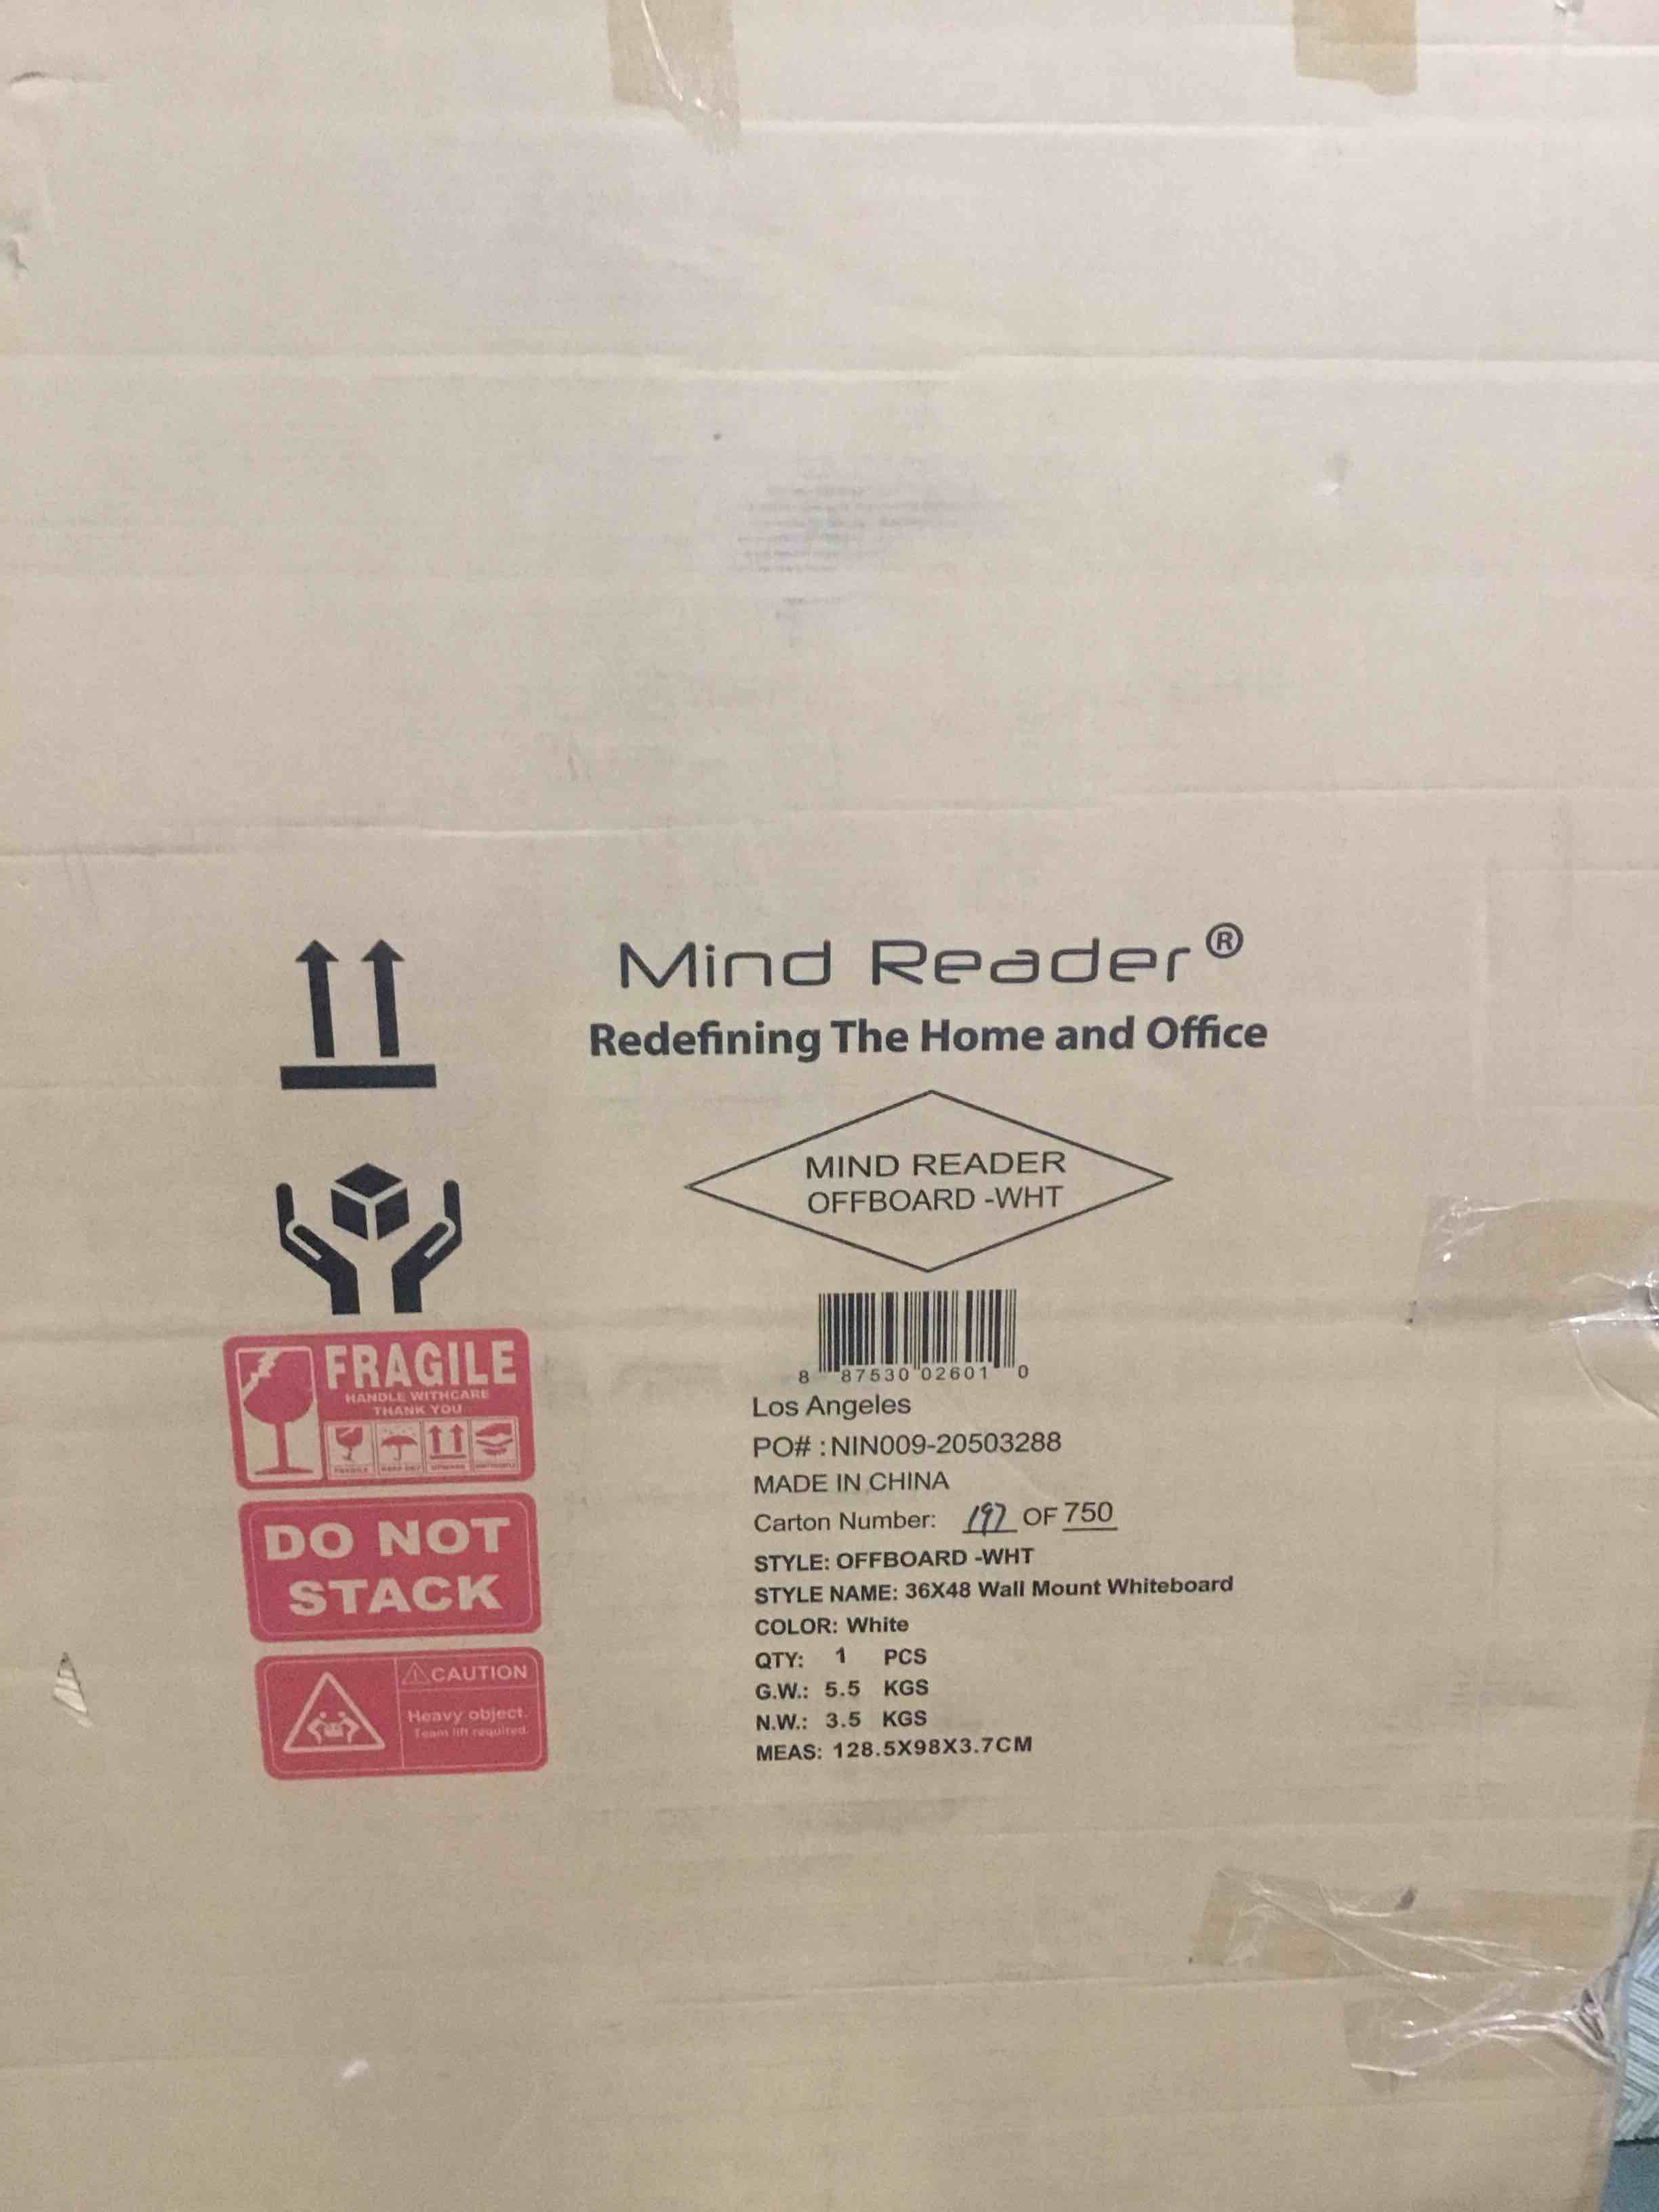 Mind Reader®
Redefining The Home and Office
MIND READER
OFFBOARD -WHT
8 87530 02601 0
Los Angeles
PO# : NIN009-20503288
MADE IN CHINA
Carton Number: 197 OF 750
STYLE: OFFBOARD -WHT
STYLE NAME: 36X48 Wall Mount Whiteboard
COLOR: White
QTY: 1 PCS
G.W.: 5.5 KGS
N.W.: 3.5 KGS
MEAS: 128.5X98X3.7CM
FRAGILE
HANDLE WITHCARE
THANK YOU
DO NOT
STACK
CAUTION
Heavy object.
Team lift required.